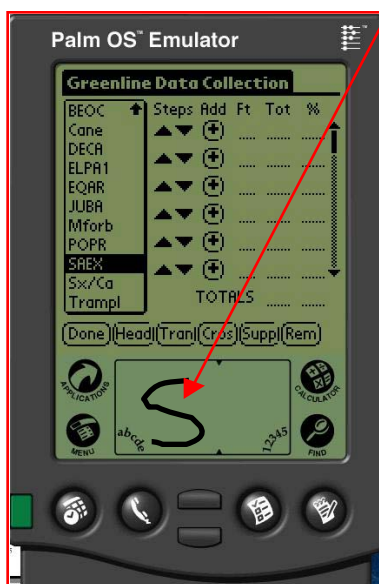 Palm OS™ Emulator
Greenline Data Collection
BEOC Steps Add Ft Tot %
Cane
DECA
ELPA1
EQAR
JUBA
Mforb
POPR
SAEX
Sx/Ca
Trampl TOTALS
Done Head Tran Cros Supp Rem
APPLICATIONS
CALCULATOR
S
abcde 12345
MENU
FIND